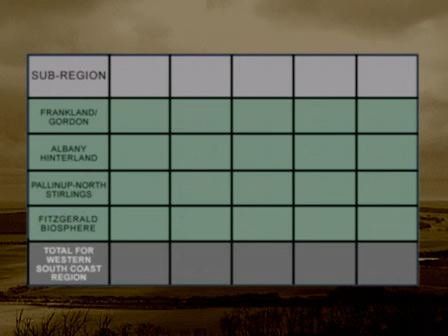 SUB-REGION
FRANKLAND/
GORDON
ALBANY
HINTERLAND
PALLINUP-NORTH
STIRLINGS
FITZGERALD
BIOSPHERE
TOTAL FOR
WESTERN
SOUTH COAST
REGION